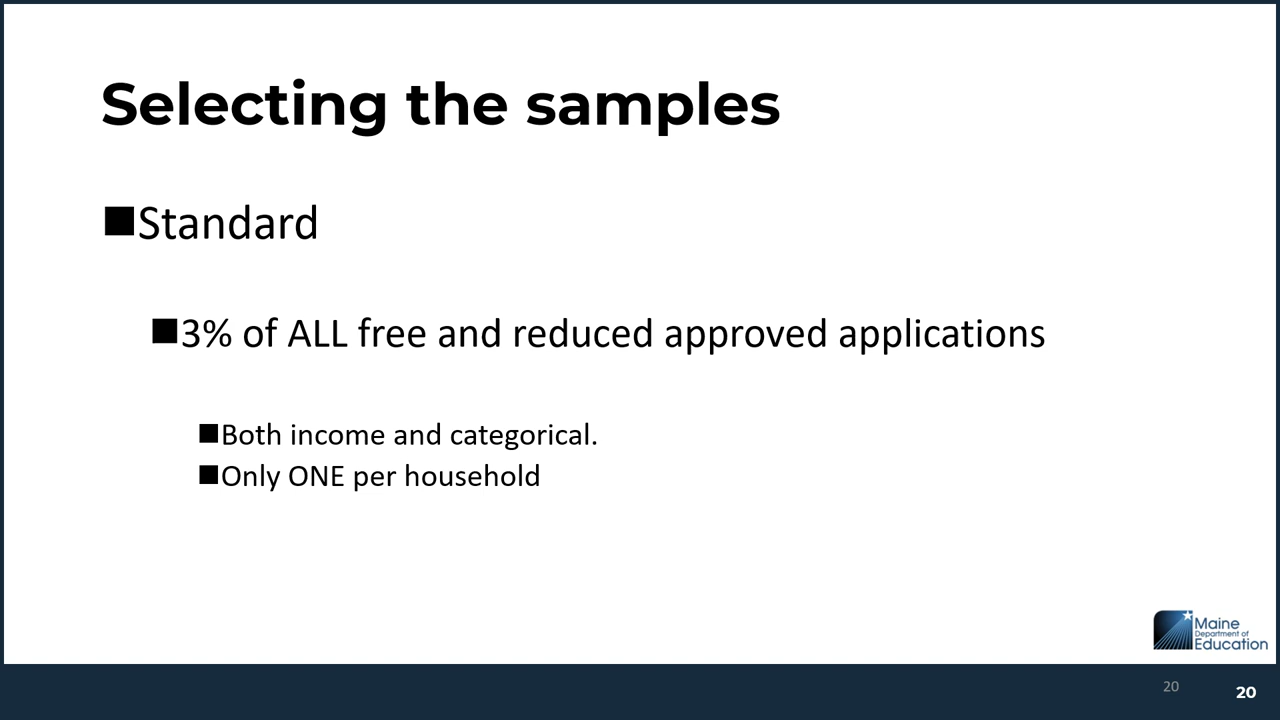 Selecting the samples
■Standard
■3% of ALL free and reduced approved applications
■Both income and categorical.
■Only ONE per household
Maine
Department of
Education
20
20